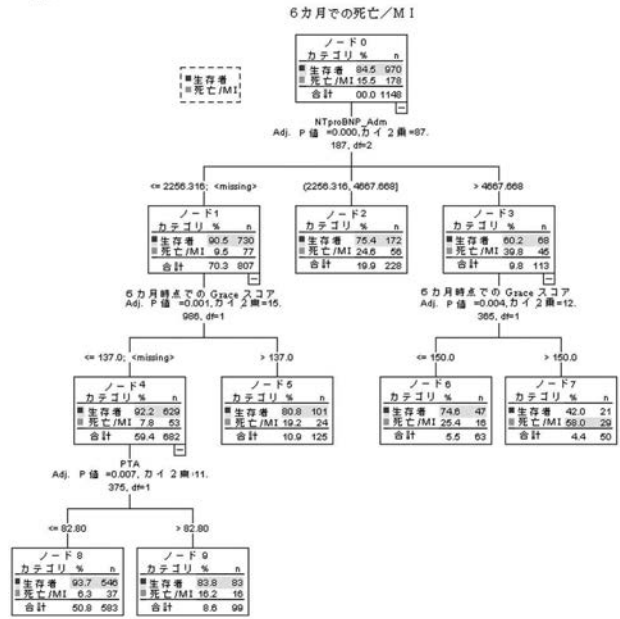 6カ月での死亡/MI
ノード0
カテゴリ % n
生存者 84.5 970
死亡/MI 15.5 178
合計 00.0 1148
生存者
死亡/MI
NTproBNP_Adm
Adj. P 値 =0.000,カイ2乗=87.
187, df=2
<= 2256.316; <missing>
(2256.316, 4667.668]
> 4667.668
ノード1
カテゴリ % n
生存者 90.5 730
死亡/MI 9.5 77
合計 70.3 807
ノード2
カテゴリ % n
生存者 75.4 172
死亡/MI 24.6 56
合計 19.9 228
ノード3
カテゴリ % n
生存者 60.2 68
死亡/MI 39.8 45
合計 9.8 113
6カ月時点での Grace スコア
Adj. P 値 =0.001,カイ2乗=15.
986, df=1
6カ月時点での Grace スコア
Adj. P 値 =0.004,カイ2乗=12.
365, df=1
<= 137.0; <missing>
> 137.0
<= 150.0
> 150.0
ノード4
カテゴリ % n
生存者 92.2 629
死亡/MI 7.8 53
合計 59.4 682
ノード5
カテゴリ % n
生存者 80.8 101
死亡/MI 19.2 24
合計 10.9 125
ノード6
カテゴリ % n
生存者 74.6 47
死亡/MI 25.4 16
合計 5.5 63
ノード7
カテゴリ % n
生存者 42.0 21
死亡/MI 58.0 29
合計 4.4 50
PTA
Adj. P 値 =0.007, カイ2乗=11.
375, df=1
<= 82.80
> 82.80
ノード8
カテゴリ % n
生存者 93.7 546
死亡/MI 6.3 37
合計 50.8 583
ノード9
カテゴリ % n
生存者 83.8 83
死亡/MI 16.2 16
合計 8.6 99